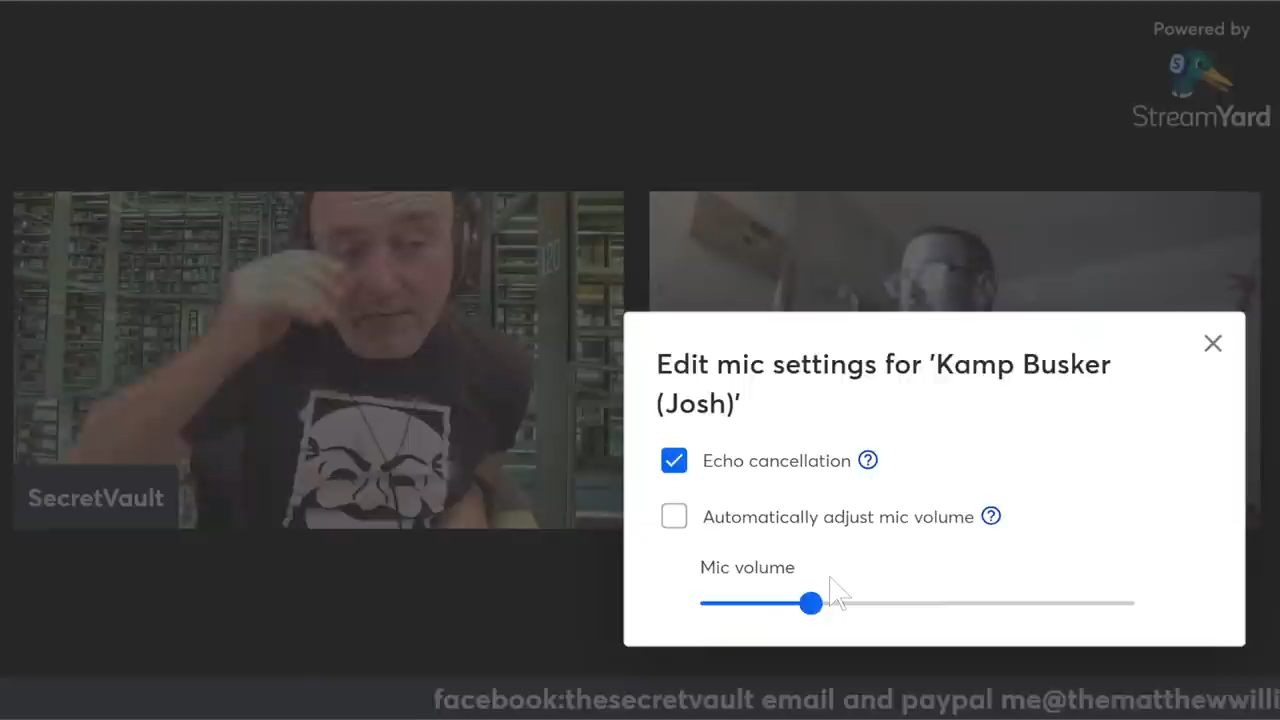 Powered by
StreamYard
Edit mic settings for 'Kamp Busker
(Josh)'
Echo cancellation
Automatically adjust mic volume
Mic volume
SecretVault
facebook:thesecretvault email and paypal me@thematthewwilli